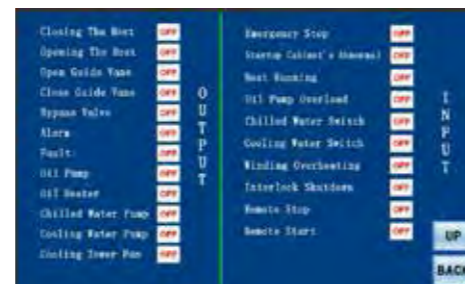 Closing The Host OFF
Opening The Host OFF
Open Guide Vane OFF
Close Guide Vane OFF
Bypass Valve OFF
Alarm OFF
Fault OFF
Oil Pump OFF
Oil Heater OFF
Chilled Water Pump OFF
Cooling Water Pump OFF
Cooling Tower Fan OFF
OUTPUT
Emergency Stop OFF
Startup Cabinet's Abnormal OFF
Host Running OFF
Oil Pump Overload OFF
Chilled Water Switch OFF
Cooling Water Switch OFF
Winding Overheating OFF
Interlock Shutdown OFF
Remote Stop OFF
Remote Start OFF
INPUT
UP
BACK